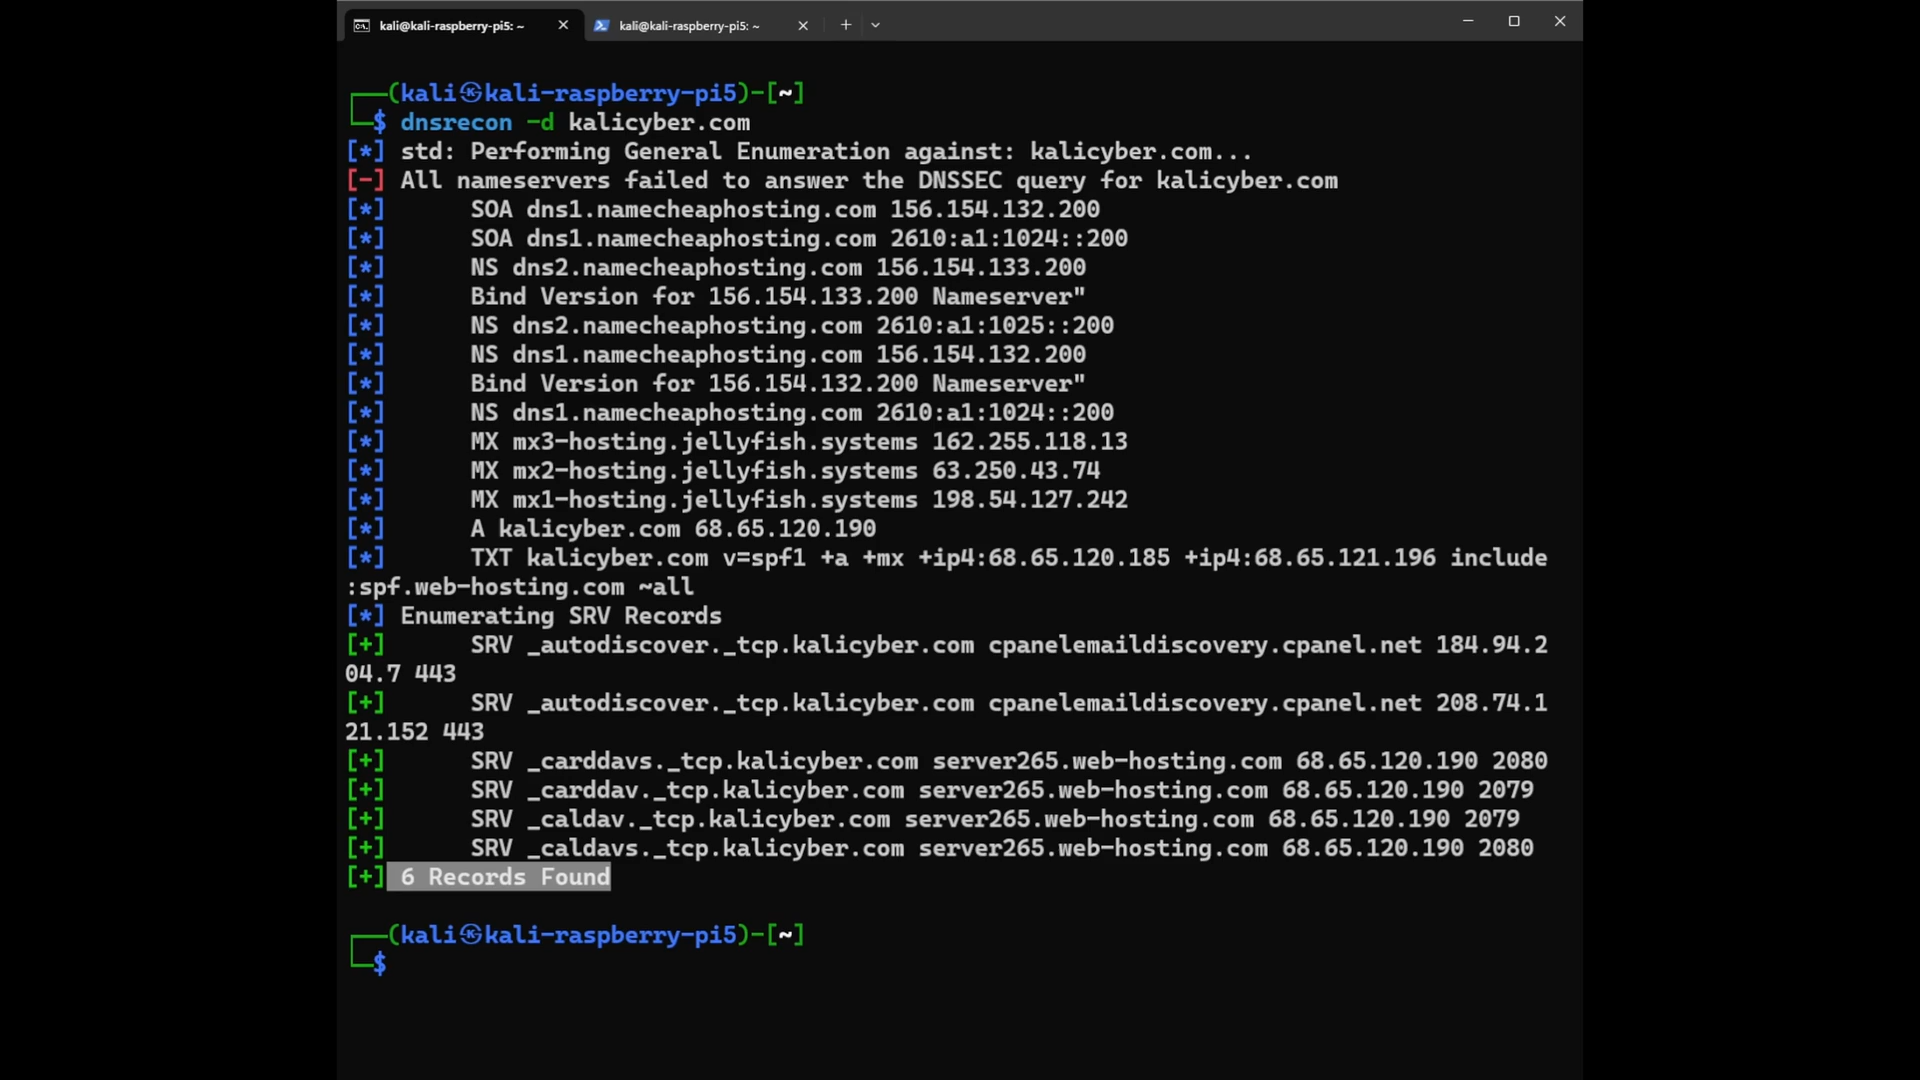 kali@kali-raspberry-pi5: ~
kali@kali-raspberry-pi5: ~
(kali㉿kali-raspberry-pi5)-[~]
$ dnsrecon -d kalicyber.com
[*] std: Performing General Enumeration against: kalicyber.com...
[-] All nameservers failed to answer the DNSSEC query for kalicyber.com
[*] SOA dns1.namecheaphosting.com 156.154.132.200
[*] SOA dns1.namecheaphosting.com 2610:a1:1024::200
[*] NS dns2.namecheaphosting.com 156.154.133.200
[*] Bind Version for 156.154.133.200 Nameserver"
[*] NS dns2.namecheaphosting.com 2610:a1:1025::200
[*] NS dns1.namecheaphosting.com 156.154.132.200
[*] Bind Version for 156.154.132.200 Nameserver"
[*] NS dns1.namecheaphosting.com 2610:a1:1024::200
[*] MX mx3-hosting.jellyfish.systems 162.255.118.13
[*] MX mx2-hosting.jellyfish.systems 63.250.43.74
[*] MX mx1-hosting.jellyfish.systems 198.54.127.242
[*] A kalicyber.com 68.65.120.190
[*] TXT kalicyber.com v=spf1 +a +mx +ip4:68.65.120.185 +ip4:68.65.121.196 include
:spf.web-hosting.com ~all
[*] Enumerating SRV Records
[+] SRV _autodiscover._tcp.kalicyber.com cpanelemaildiscovery.cpanel.net 184.94.2
04.7 443
[+] SRV _autodiscover._tcp.kalicyber.com cpanelemaildiscovery.cpanel.net 208.74.1
21.152 443
[+] SRV _carddavs._tcp.kalicyber.com server265.web-hosting.com 68.65.120.190 2080
[+] SRV _carddav._tcp.kalicyber.com server265.web-hosting.com 68.65.120.190 2079
[+] SRV _caldav._tcp.kalicyber.com server265.web-hosting.com 68.65.120.190 2079
[+] SRV _caldavs._tcp.kalicyber.com server265.web-hosting.com 68.65.120.190 2080
[+] 6 Records Found
(kali㉿kali-raspberry-pi5)-[~]
$